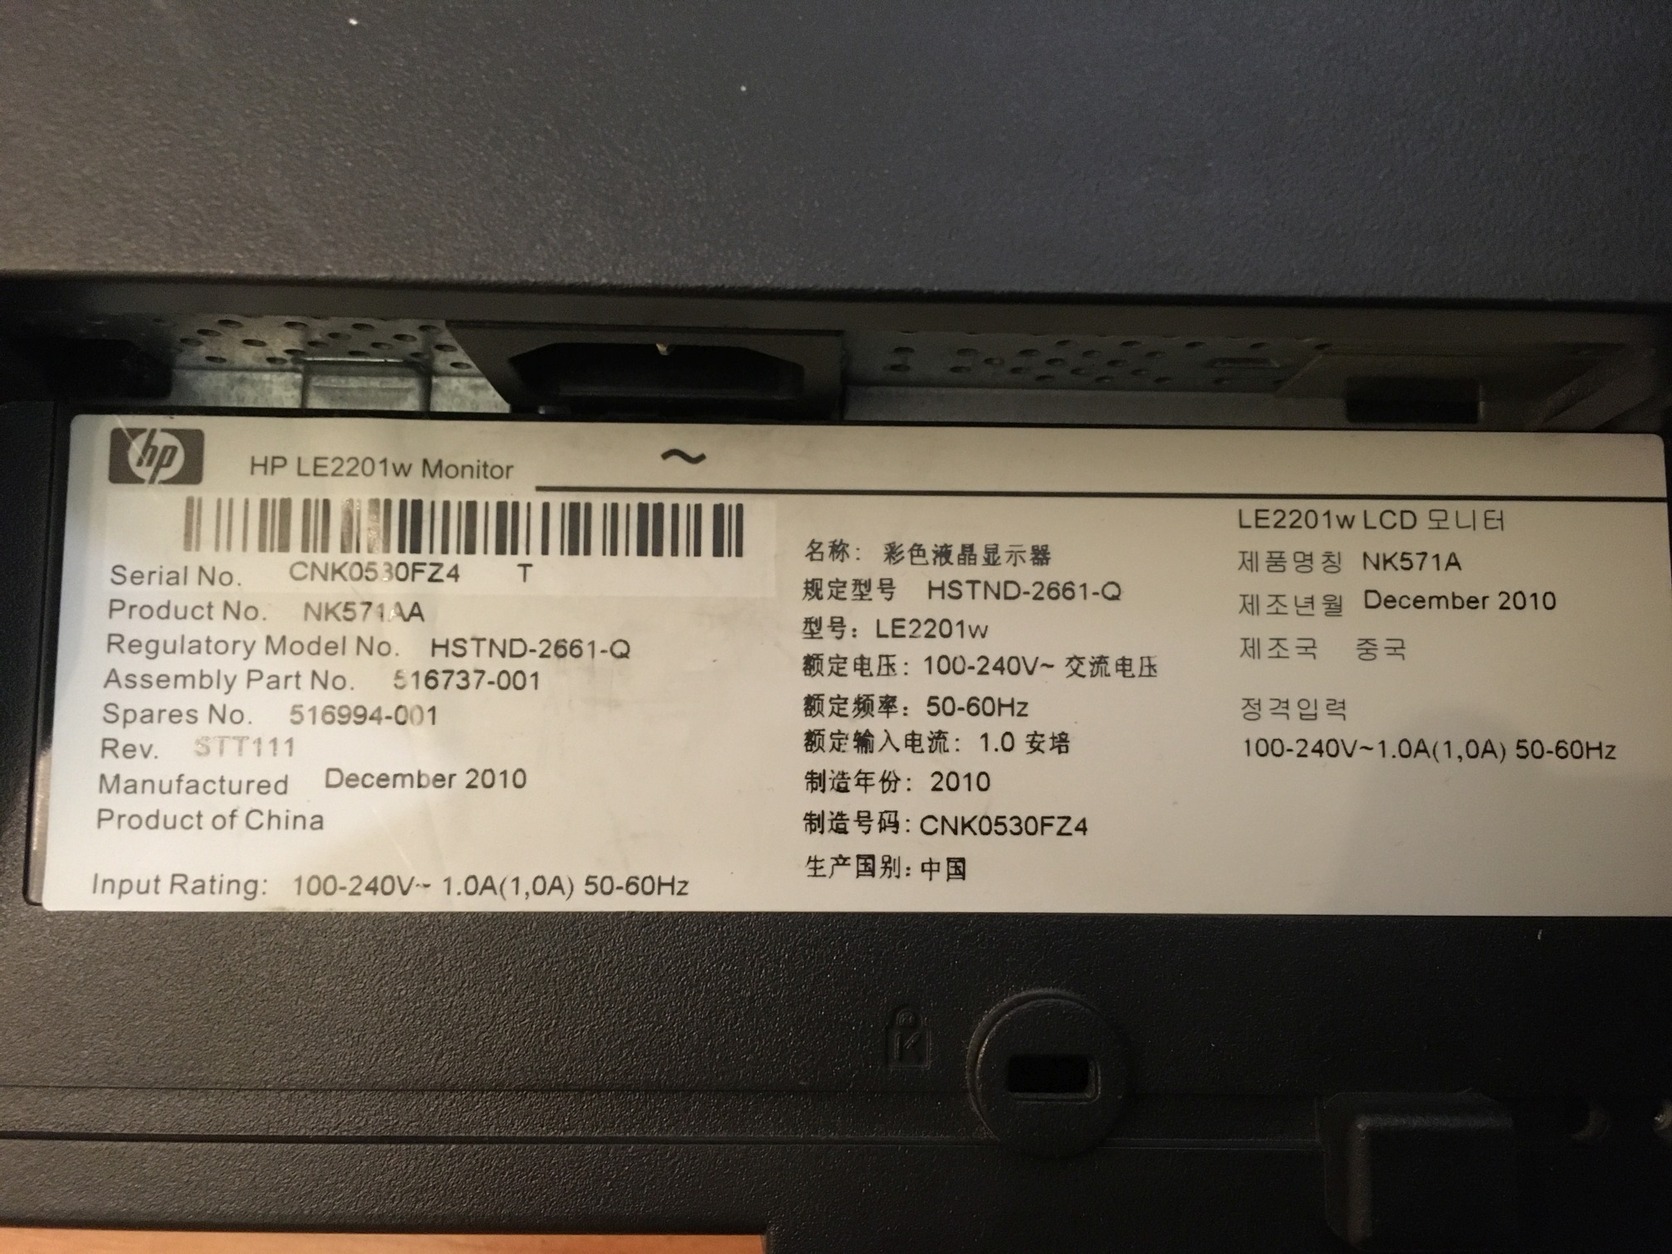 hp
HP LE2201w Monitor
~
Serial No. CNK0530FZ4 T
Product No. NK571AA
Regulatory Model No. HSTND-2661-Q
Assembly Part No. 516737-001
Spares No. 516994-001
Rev. STT111
Manufactured December 2010
Product of China
Input Rating: 100-240V~ 1.0A(1,0A) 50-60Hz
名称: 彩色液晶显示器
规定型号 HSTND-2661-Q
型号: LE2201w
额定电压: 100-240V~ 交流电压
额定频率: 50-60Hz
额定输入电流: 1.0 安培
制造年份: 2010
制造号码: CNK0530FZ4
生产国别: 中国
LE2201w LCD 모니터
제품명칭 NK571A
제조년월 December 2010
제조국 중국
정격입력
100-240V~1.0A(1,0A) 50-60Hz